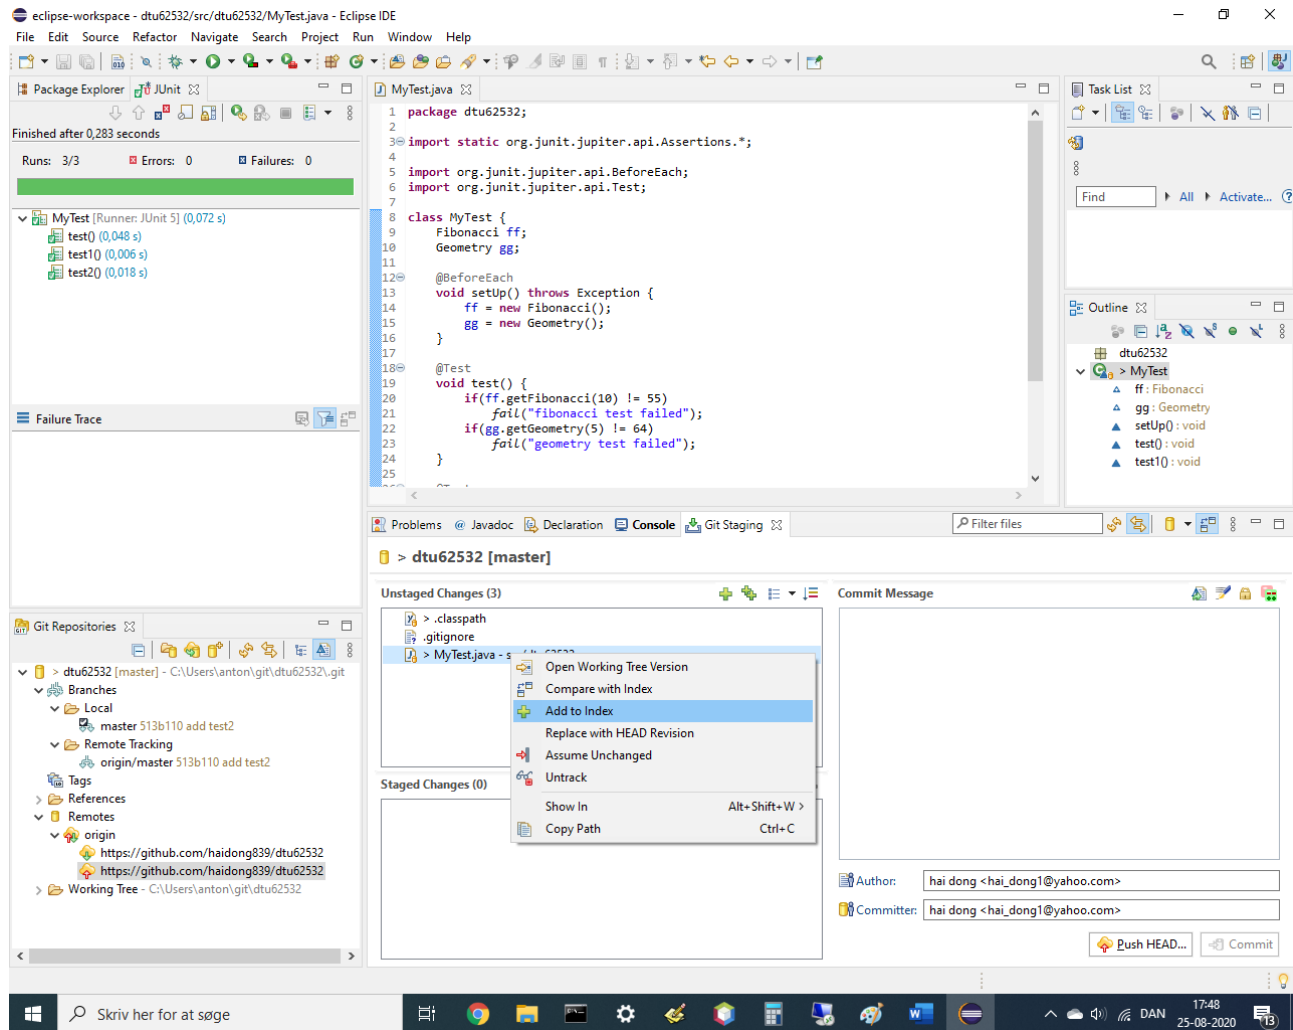 eclipse-workspace - dtu62532/src/dtu62532/MyTest.java - Eclipse IDE
File Edit Source Refactor Navigate Search Project Run Window Help
Package Explorer JUnit
Finished after 0,283 seconds
Runs: 3/3 Errors: 0 Failures: 0
MyTest [Runner: JUnit 5] (0,072 s)
test() (0,048 s)
test1() (0,006 s)
test2() (0,018 s)
Failure Trace
MyTest.java
1 package dtu62532;
2
3 import static org.junit.jupiter.api.Assertions.*;
4
5 import org.junit.jupiter.api.BeforeEach;
6 import org.junit.jupiter.api.Test;
7
8 class MyTest {
9 Fibonacci ff;
10 Geometry gg;
11
12 @BeforeEach
13 void setUp() throws Exception {
14 ff = new Fibonacci();
15 gg = new Geometry();
16 }
17
18 @Test
19 void test() {
20 if(ff.getFibonacci(10) != 55)
21 fail("fibonacci test failed");
22 if(gg.getGeometry(5) != 64)
23 fail("geometry test failed");
24 }
25
Task List
Find All Activate...
Outline
dtu62532
> MyTest
ff : Fibonacci
gg : Geometry
setUp() : void
test() : void
test1() : void
Git Repositories
> dtu62532 [master] - C:\Users\anton\git\dtu62532\.git
Branches
Local
master 513b110 add test2
Remote Tracking
origin/master 513b110 add test2
Tags
References
Remotes
origin
https://github.com/haidong839/dtu62532
https://github.com/haidong839/dtu62532
Working Tree - C:\Users\anton\git\dtu62532
Problems @ Javadoc Declaration Console Git Staging
Filter files
> dtu62532 [master]
Unstaged Changes (3)
> .classpath
.gitignore
> MyTest.java - src/dtu62532
Open Working Tree Version
Compare with Index
Add to Index
Replace with HEAD Revision
Assume Unchanged
Untrack
Show In Alt+Shift+W >
Copy Path Ctrl+C
Staged Changes (0)
Commit Message
Author: hai dong <hai_dong1@yahoo.com>
Committer: hai dong <hai_dong1@yahoo.com>
Push HEAD... Commit
Skriv her for at søge
DAN
17:48
25-08-2020
13